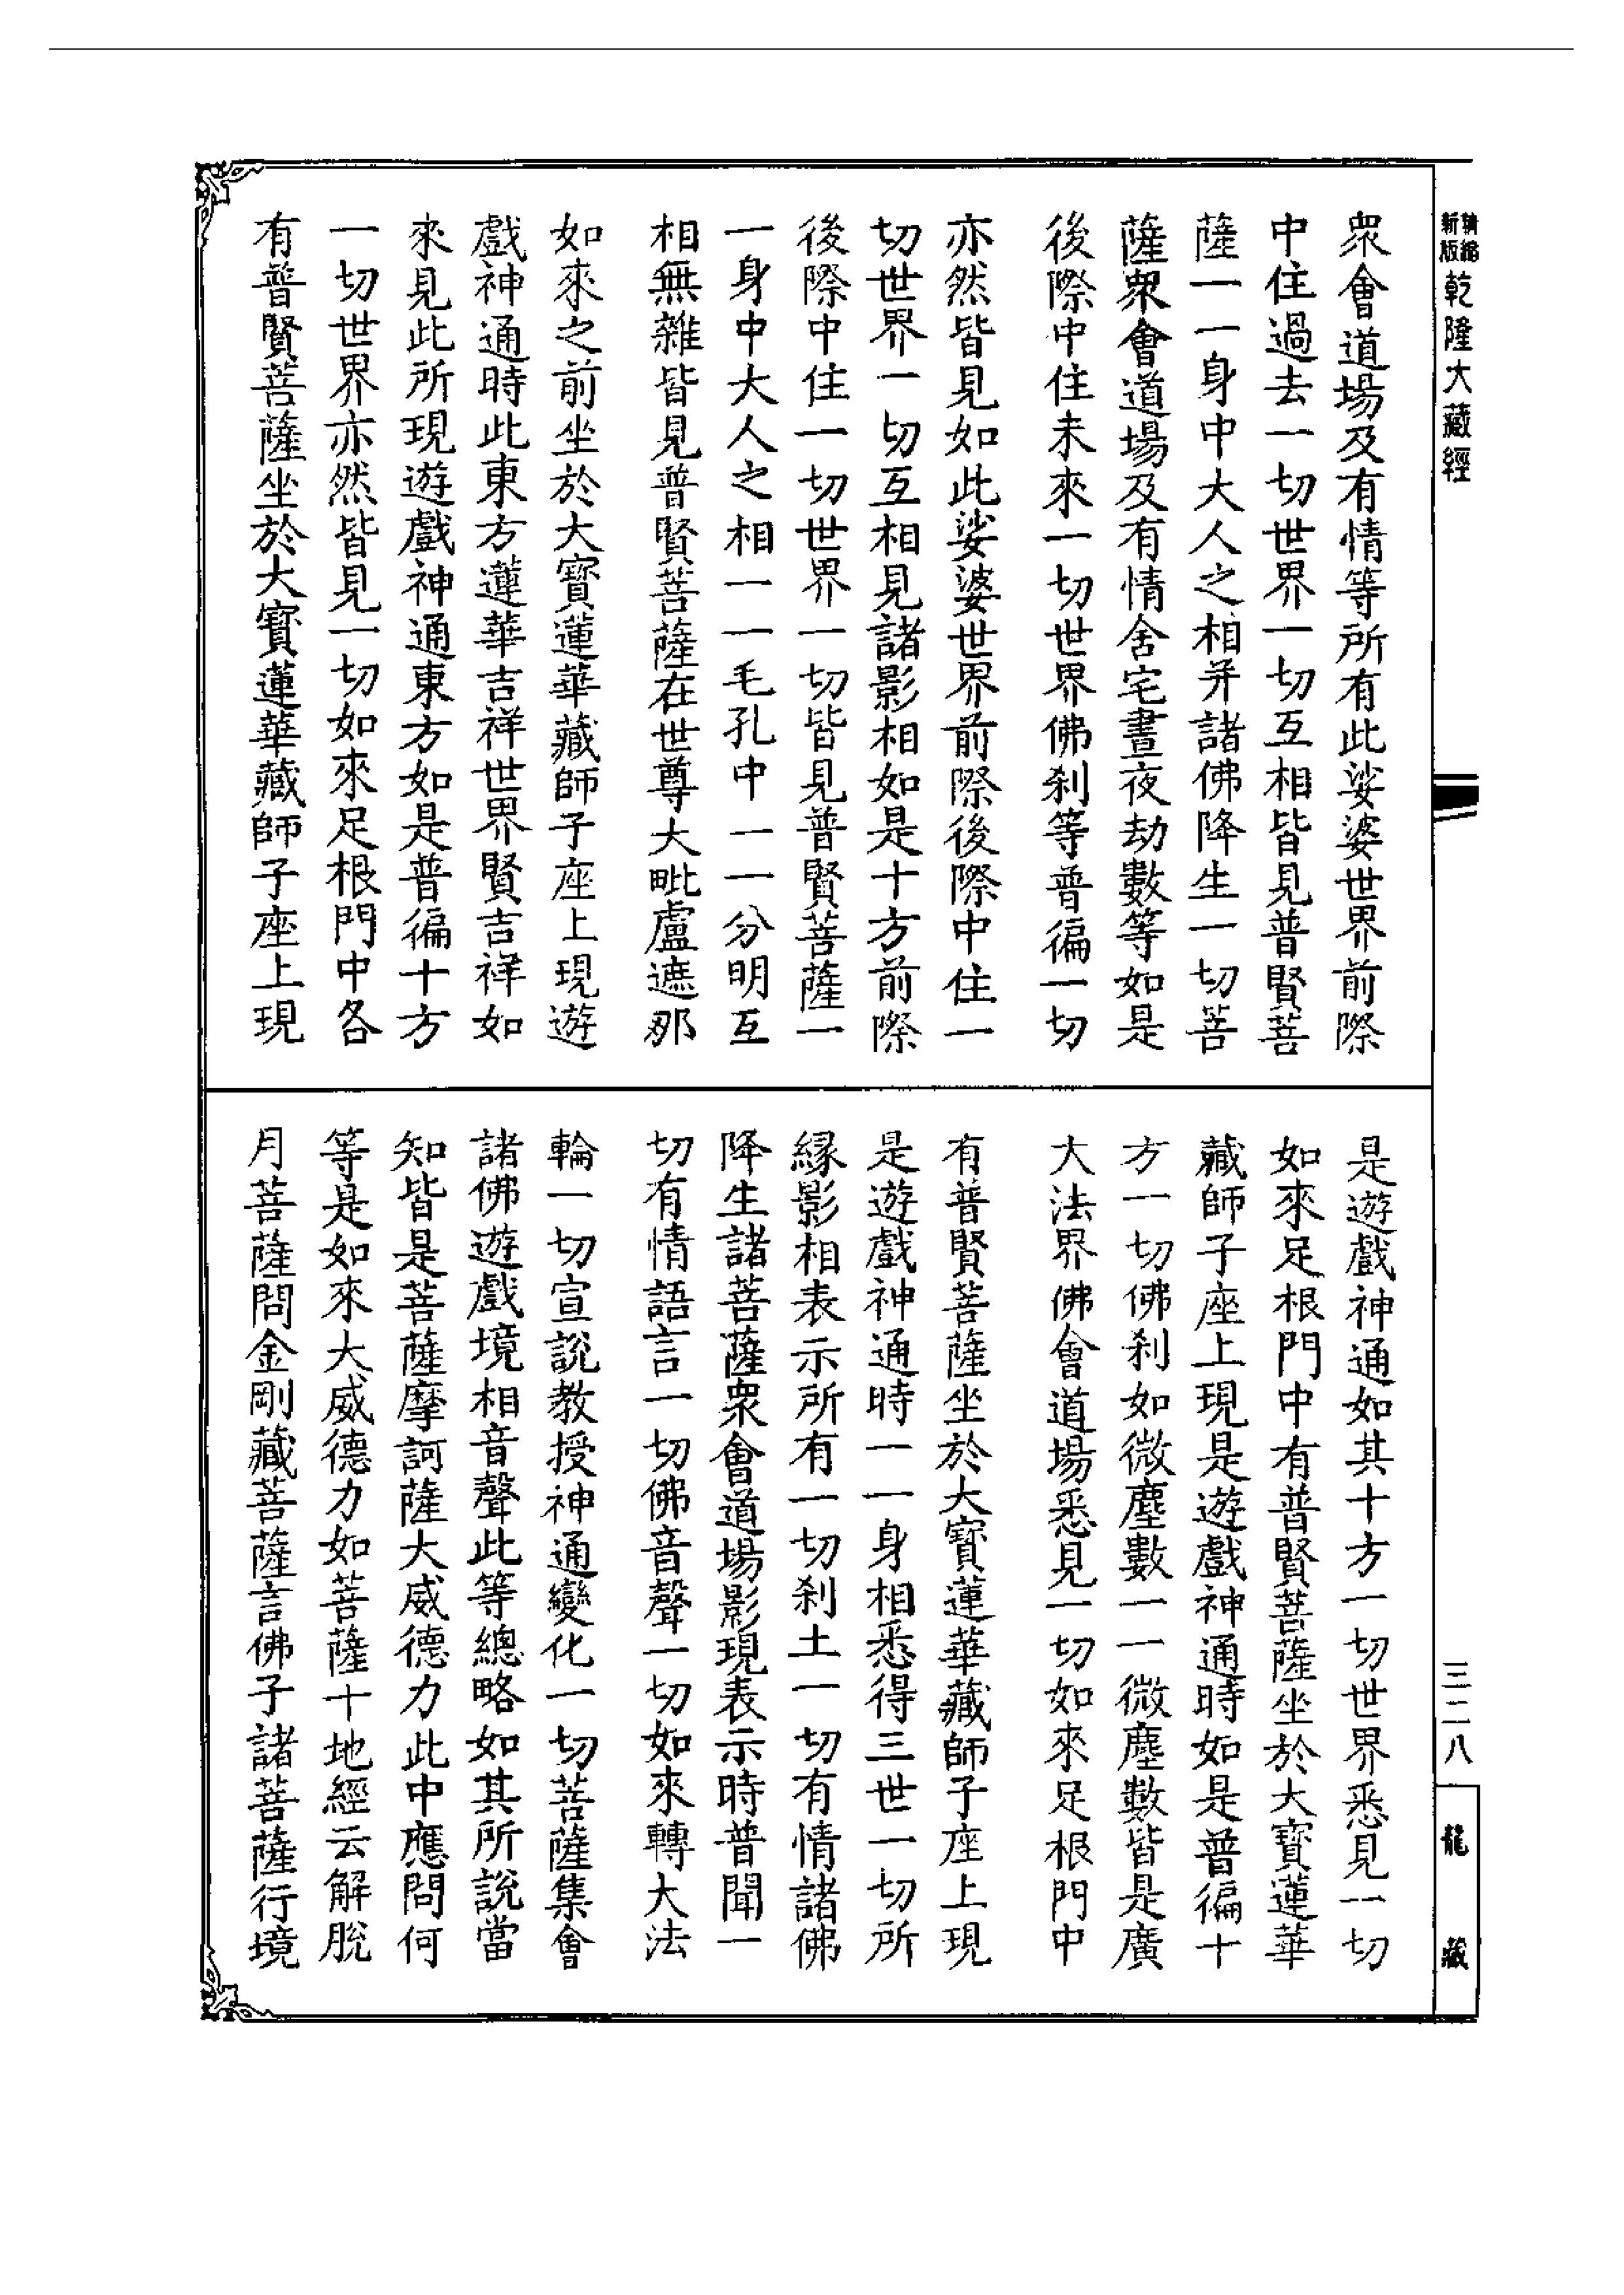 精縮新版乾隆大藏經
衆會道場及有情等所有此娑婆世界前際
中住過去一切世界一切互相皆見普賢菩
薩一一身中大人之相并諸佛降生一切菩
薩衆會道場及有情舍宅晝夜劫數等如是
後際中住未來一切世界佛刹等普徧一切
亦然皆見如此娑婆世界前際後際中住一
切世界一切互相見諸影相如是十方前際
後際中住一切世界一切皆見普賢菩薩一
一身中大人之相一一毛孔中一一分明互
相無雜皆見普賢菩薩在世尊大毗盧遮那
如來之前坐於大寶蓮華藏師子座上現遊
戲神通時此東方蓮華吉祥世界賢吉祥如
來見此所現遊戲神通東方如是普徧十方
一切世界亦然皆見一切如來足根門中各
有普賢菩薩坐於大寶蓮華藏師子座上現
是遊戲神通如其十方一切世界悉見一切
如來足根門中有普賢菩薩坐於大寶蓮華
藏師子座上現是遊戲神通時如是普徧十
方一切佛刹如微塵數一一微塵數皆是廣
大法界佛會道場悉見一切如來足根門中
有普賢菩薩坐於大寶蓮華藏師子座上現
是遊戲神通時一一身相悉得三世一切所
緣影相表示所有一切刹土一切有情諸佛
降生諸菩薩衆會道場影現表示時普聞一
切有情語言一切佛音聲一切如來轉大法
輪一切宣說教授神通變化一切菩薩集會
諸佛遊戲境相音聲此等總略如其所說當
知皆是菩薩摩訶薩大威德力此中應問何
等是如來大威德力如菩薩十地經云解脫
月菩薩問金剛藏菩薩言佛子諸菩薩行境
三二八
龍藏